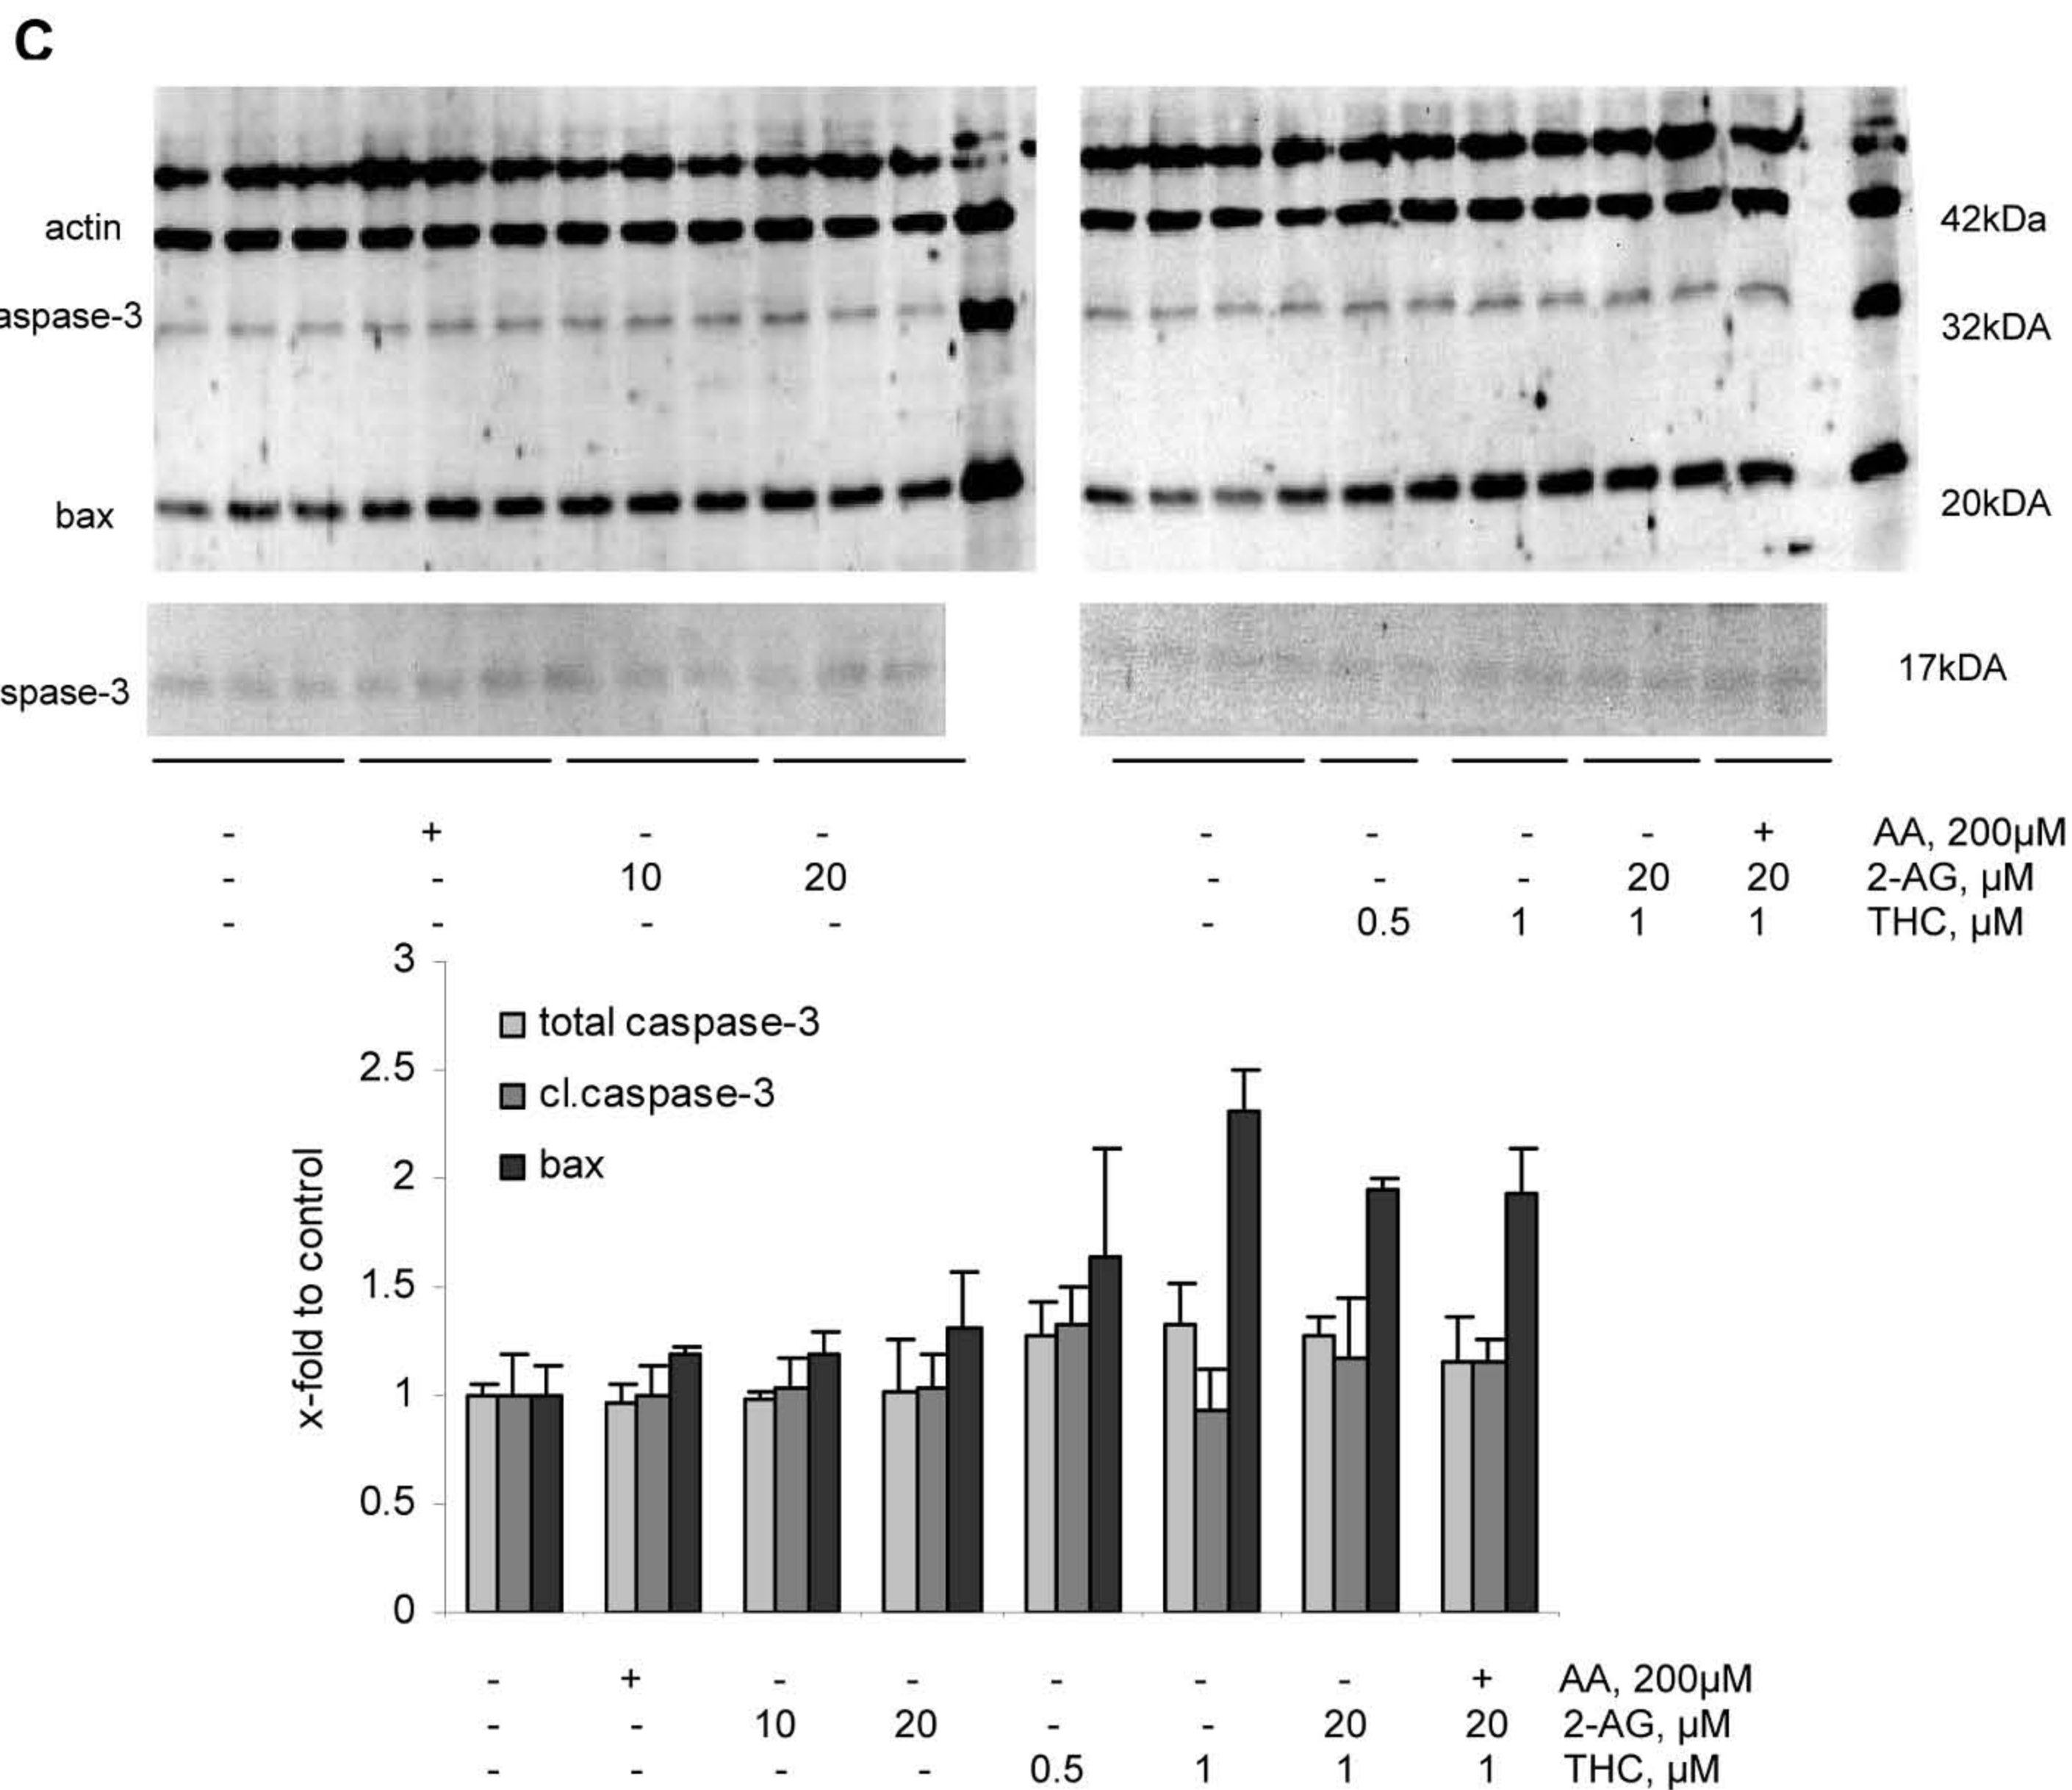 C
actin
42kDa
aspase-3
32kDA
bax
20kDA
spase-3
17kDA
- + - - - - - - + AA, 200µM
- - 10 20 - - - 20 20 2-AG, µM
- - - - - 0.5 1 1 1 THC, µM
3
2.5
2
1.5
1
0.5
0
x-fold to control
total caspase-3
cl.caspase-3
bax
- + - - - - - + AA, 200µM
- - 10 20 - - 20 20 2-AG, µM
- - - - 0.5 1 1 1 THC, µM